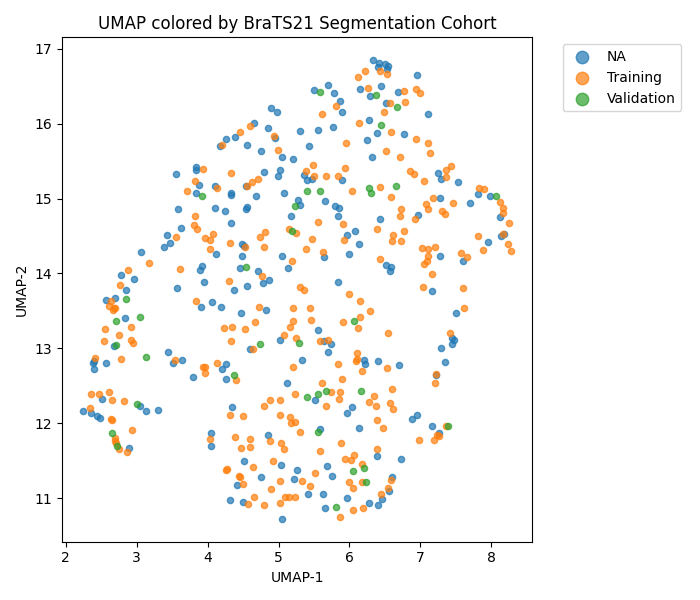 UMAP colored by BraTS21 Segmentation Cohort
NA
Training
Validation
17
16
15
14
13
12
11
UMAP-2
2
3
4
5
6
7
8
UMAP-1